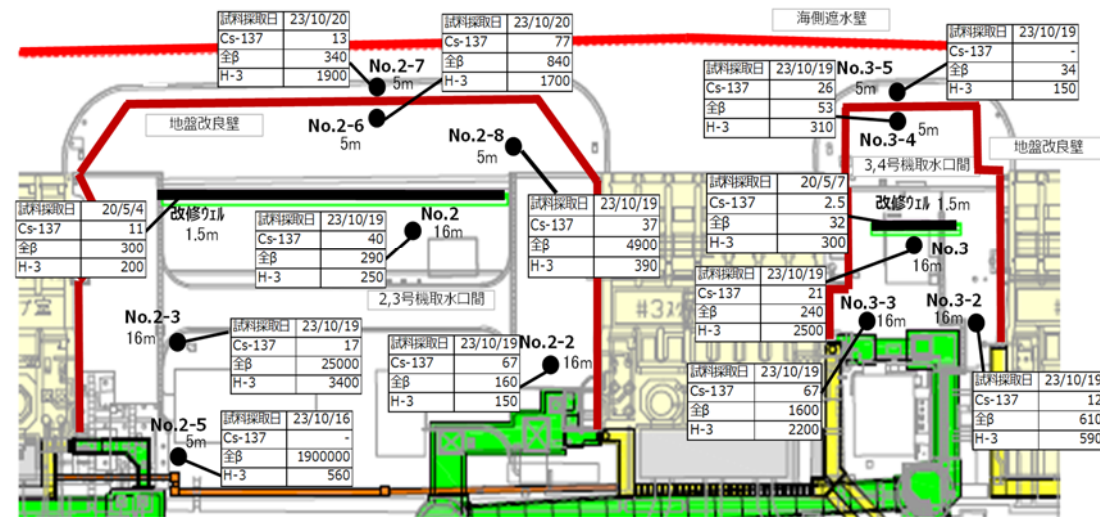 試料採取日 23/10/20
Cs-137 13
全β 340
H-3 1900
試料採取日 23/10/20
Cs-137 77
全β 840
H-3 1700
海側遮水壁
試料採取日 23/10/19
Cs-137 -
全β 34
H-3 150
試料採取日 23/10/19
Cs-137 26
全β 53
H-3 310
No.2-7
5m
No.3-5
5m
地盤改良壁
No.2-6
5m
No.2-8
5m
5m
No.3-4
地盤改良壁
3,4号機取水口間
試料採取日 20/5/4
Cs-137 11
全β 300
H-3 200
改修ウェル
1.5m
試料採取日 23/10/19
Cs-137 40
全β 290
H-3 250
No.2
16m
試料採取日 23/10/19
Cs-137 37
全β 4900
H-3 390
試料採取日 20/5/7
Cs-137 2.5
全β 32
H-3 300
改修ウェル 1.5m
No.3
16m
試料採取日 23/10/19
Cs-137 21
全β 240
H-3 2500
2,3号機取水口間
#3ｽｸ
No.3-3
16m
No.3-2
16m
No.2-3
16m
試料採取日 23/10/19
Cs-137 17
全β 25000
H-3 3400
試料採取日 23/10/19
Cs-137 67
全β 160
H-3 150
No.2-2
16m
試料採取日 23/10/19
Cs-137 67
全β 1600
H-3 2200
試料採取日 23/10/19
Cs-137 12
全β 610
H-3 590
No.2-5
5m
試料採取日 23/10/16
Cs-137 -
全β 1900000
H-3 560